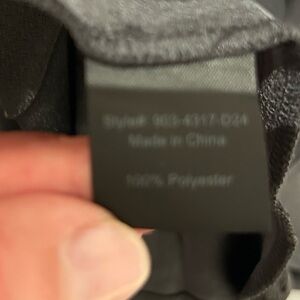 Style#: 903-4317-D24
Made in China
100% Polyester